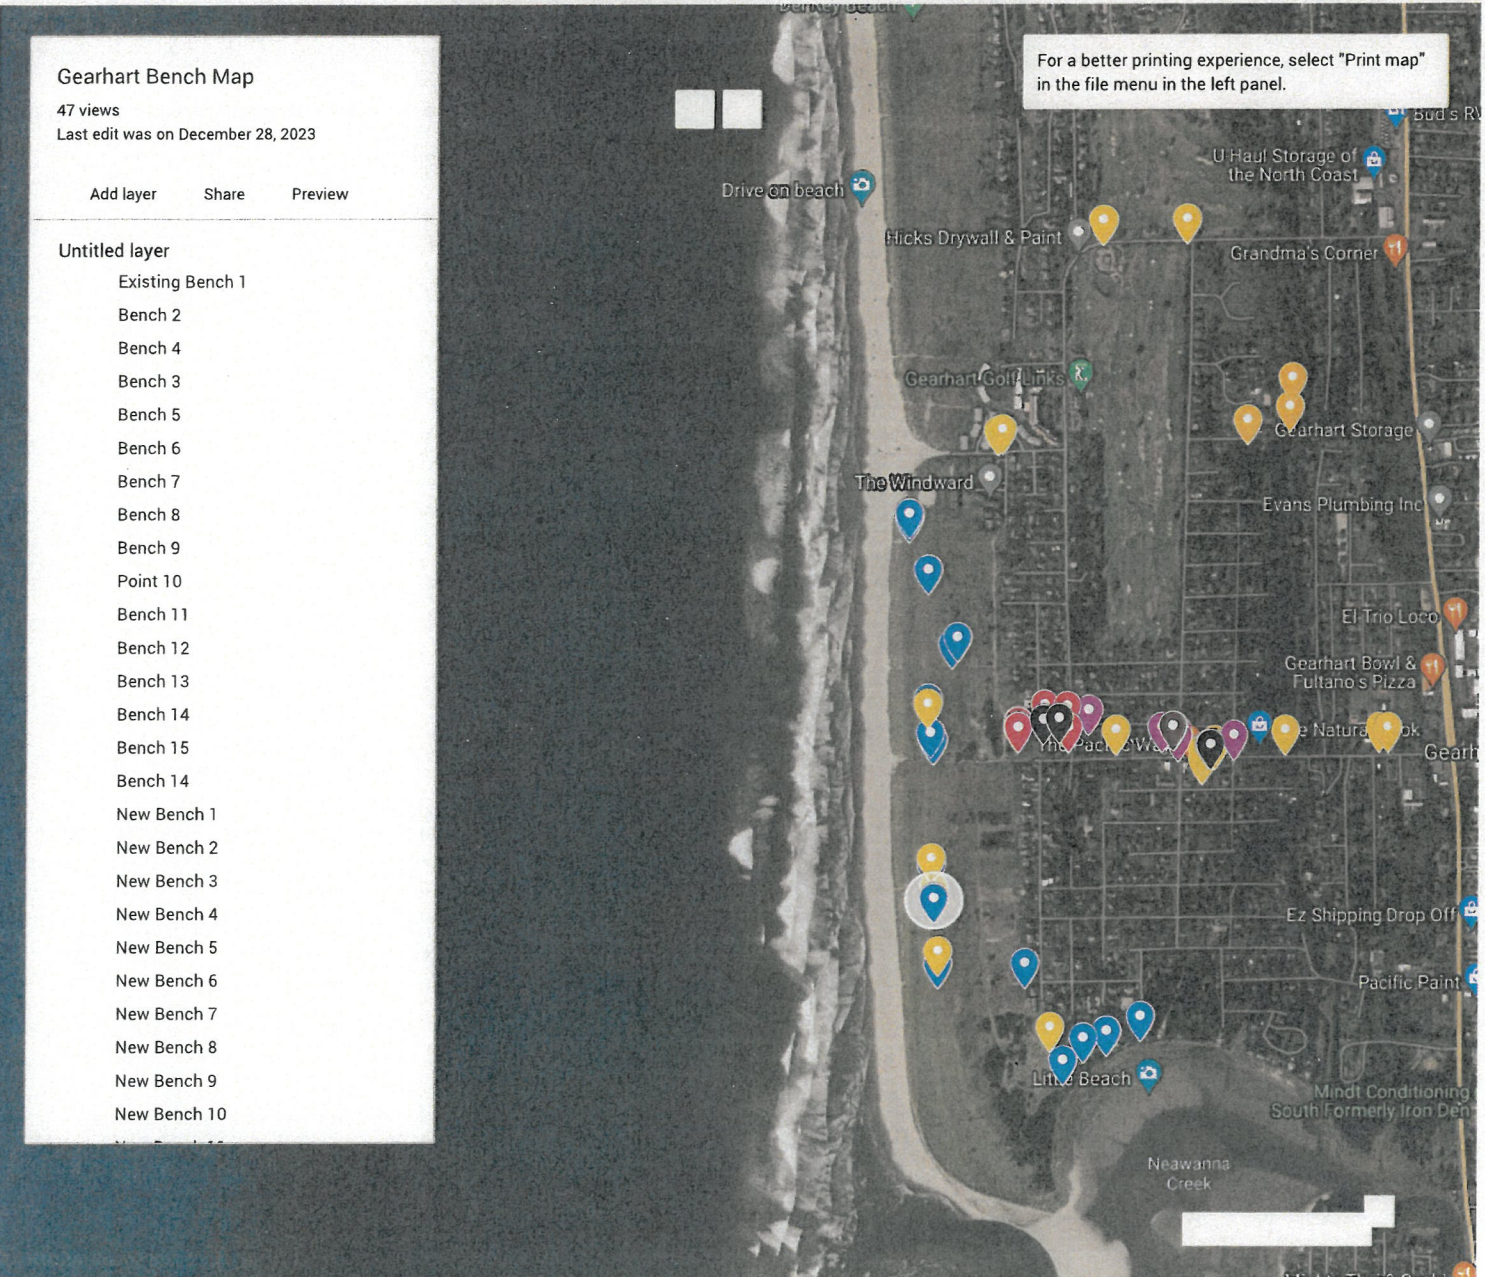 Gearhart Bench Map
47 views
Last edit was on December 28, 2023
Add layer Share Preview
Untitled layer
Existing Bench 1
Bench 2
Bench 4
Bench 3
Bench 5
Bench 6
Bench 7
Bench 8
Bench 9
Point 10
Bench 11
Bench 12
Bench 13
Bench 14
Bench 15
Bench 14
New Bench 1
New Bench 2
New Bench 3
New Bench 4
New Bench 5
New Bench 6
New Bench 7
New Bench 8
New Bench 9
New Bench 10
For a better printing experience, select "Print map"
in the file menu in the left panel.
Bud's RV
U Haul Storage of
the North Coast
Drive on beach
Hicks Drywall & Paint
Grandma's Corner
Gearhart Golf Links
Gearhart Storage
The Windward
Evans Plumbing Inc
El Trio Loco
Gearhart Bowl &
Fultano's Pizza
Gearh
Ez Shipping Drop Off
Pacific Paint
Little Beach
Mindt Conditioning
South Formerly Iron Den
Neawanna
Creek